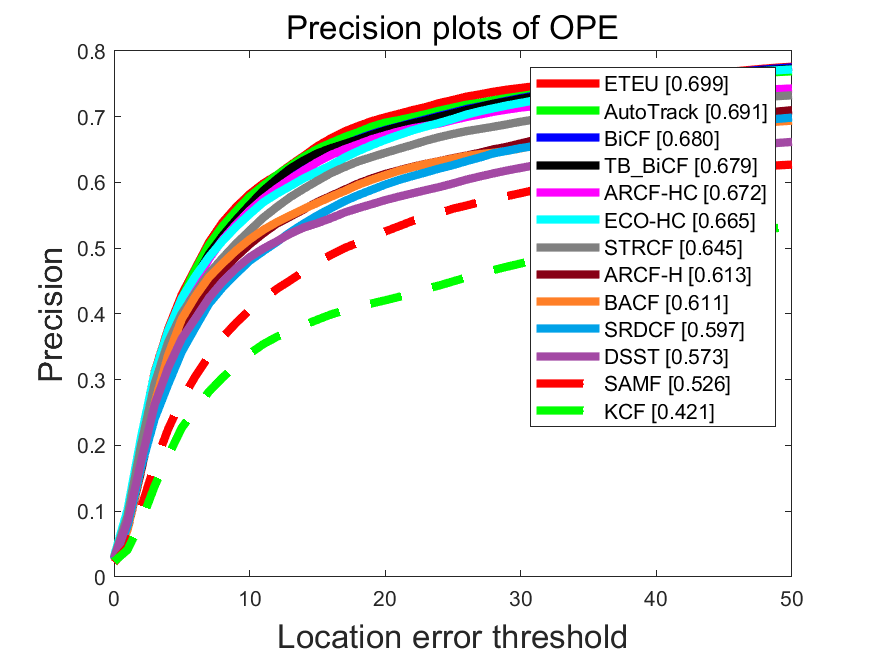 Precision plots of OPE
0.8
0.7
0.6
0.5
0.4
0.3
0.2
0.1
0
Precision
ETEU [0.699]
AutoTrack [0.691]
BiCF [0.680]
TB_BiCF [0.679]
ARCF-HC [0.672]
ECO-HC [0.665]
STRCF [0.645]
ARCF-H [0.613]
BACF [0.611]
SRDCF [0.597]
DSST [0.573]
SAMF [0.526]
KCF [0.421]
0 10 20 30 40 50
Location error threshold